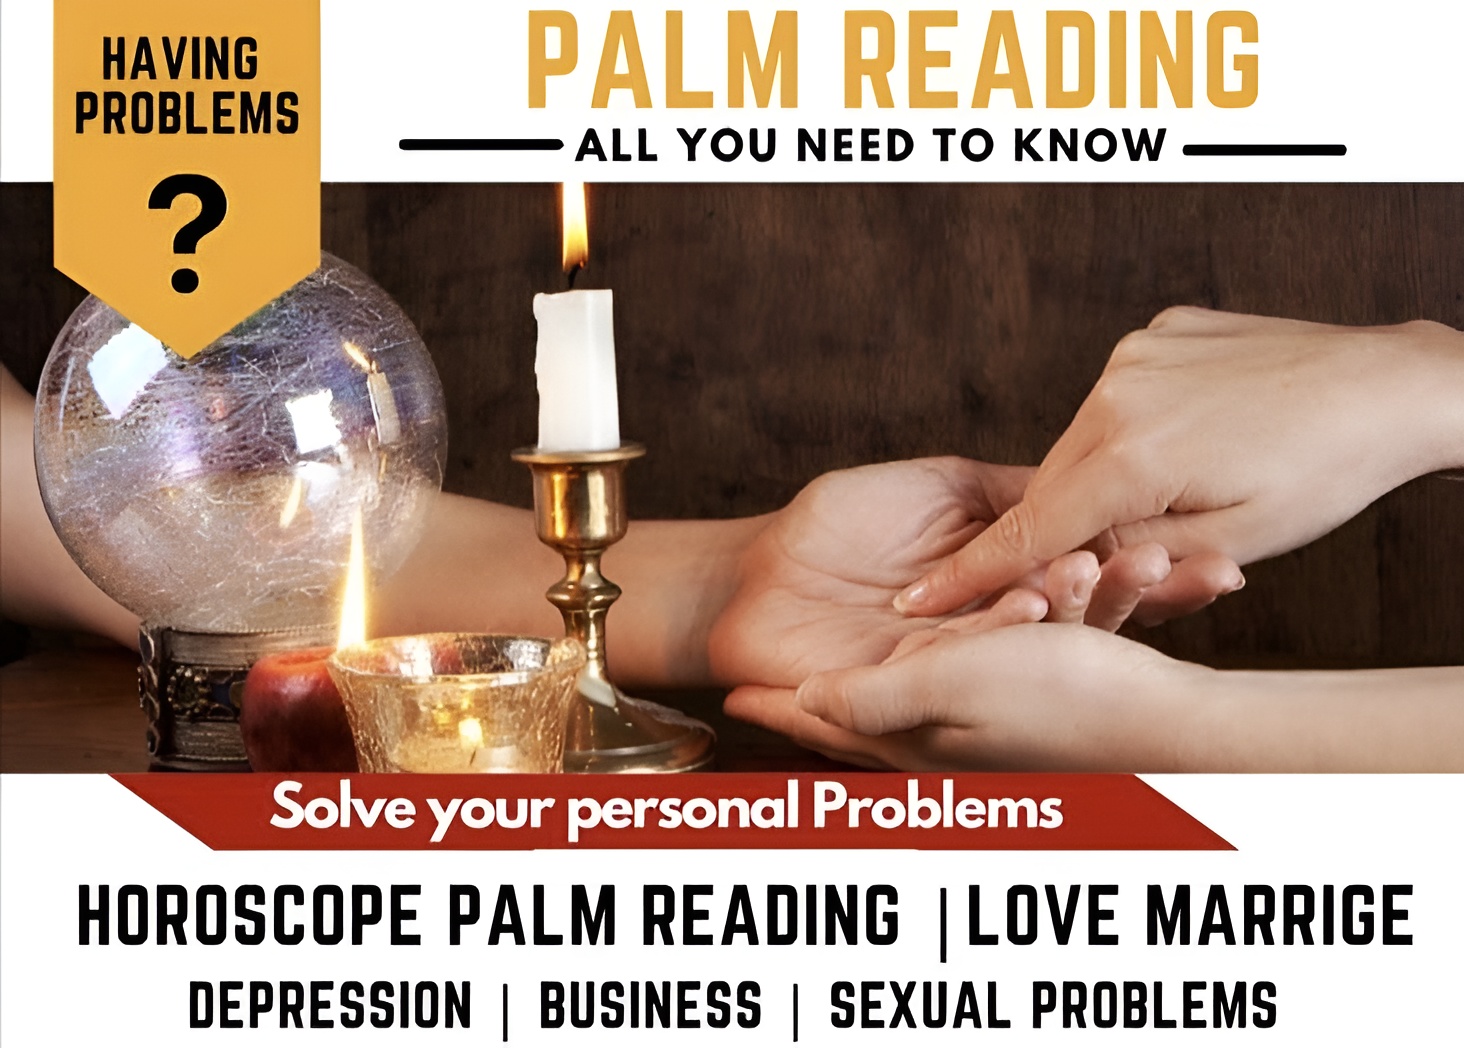 HAVING
PROBLEMS
?
PALM READING
ALL YOU NEED TO KNOW
Solve your personal Problems
HOROSCOPE PALM READING | LOVE MARRIGE
DEPRESSION | BUSINESS | SEXUAL PROBLEMS